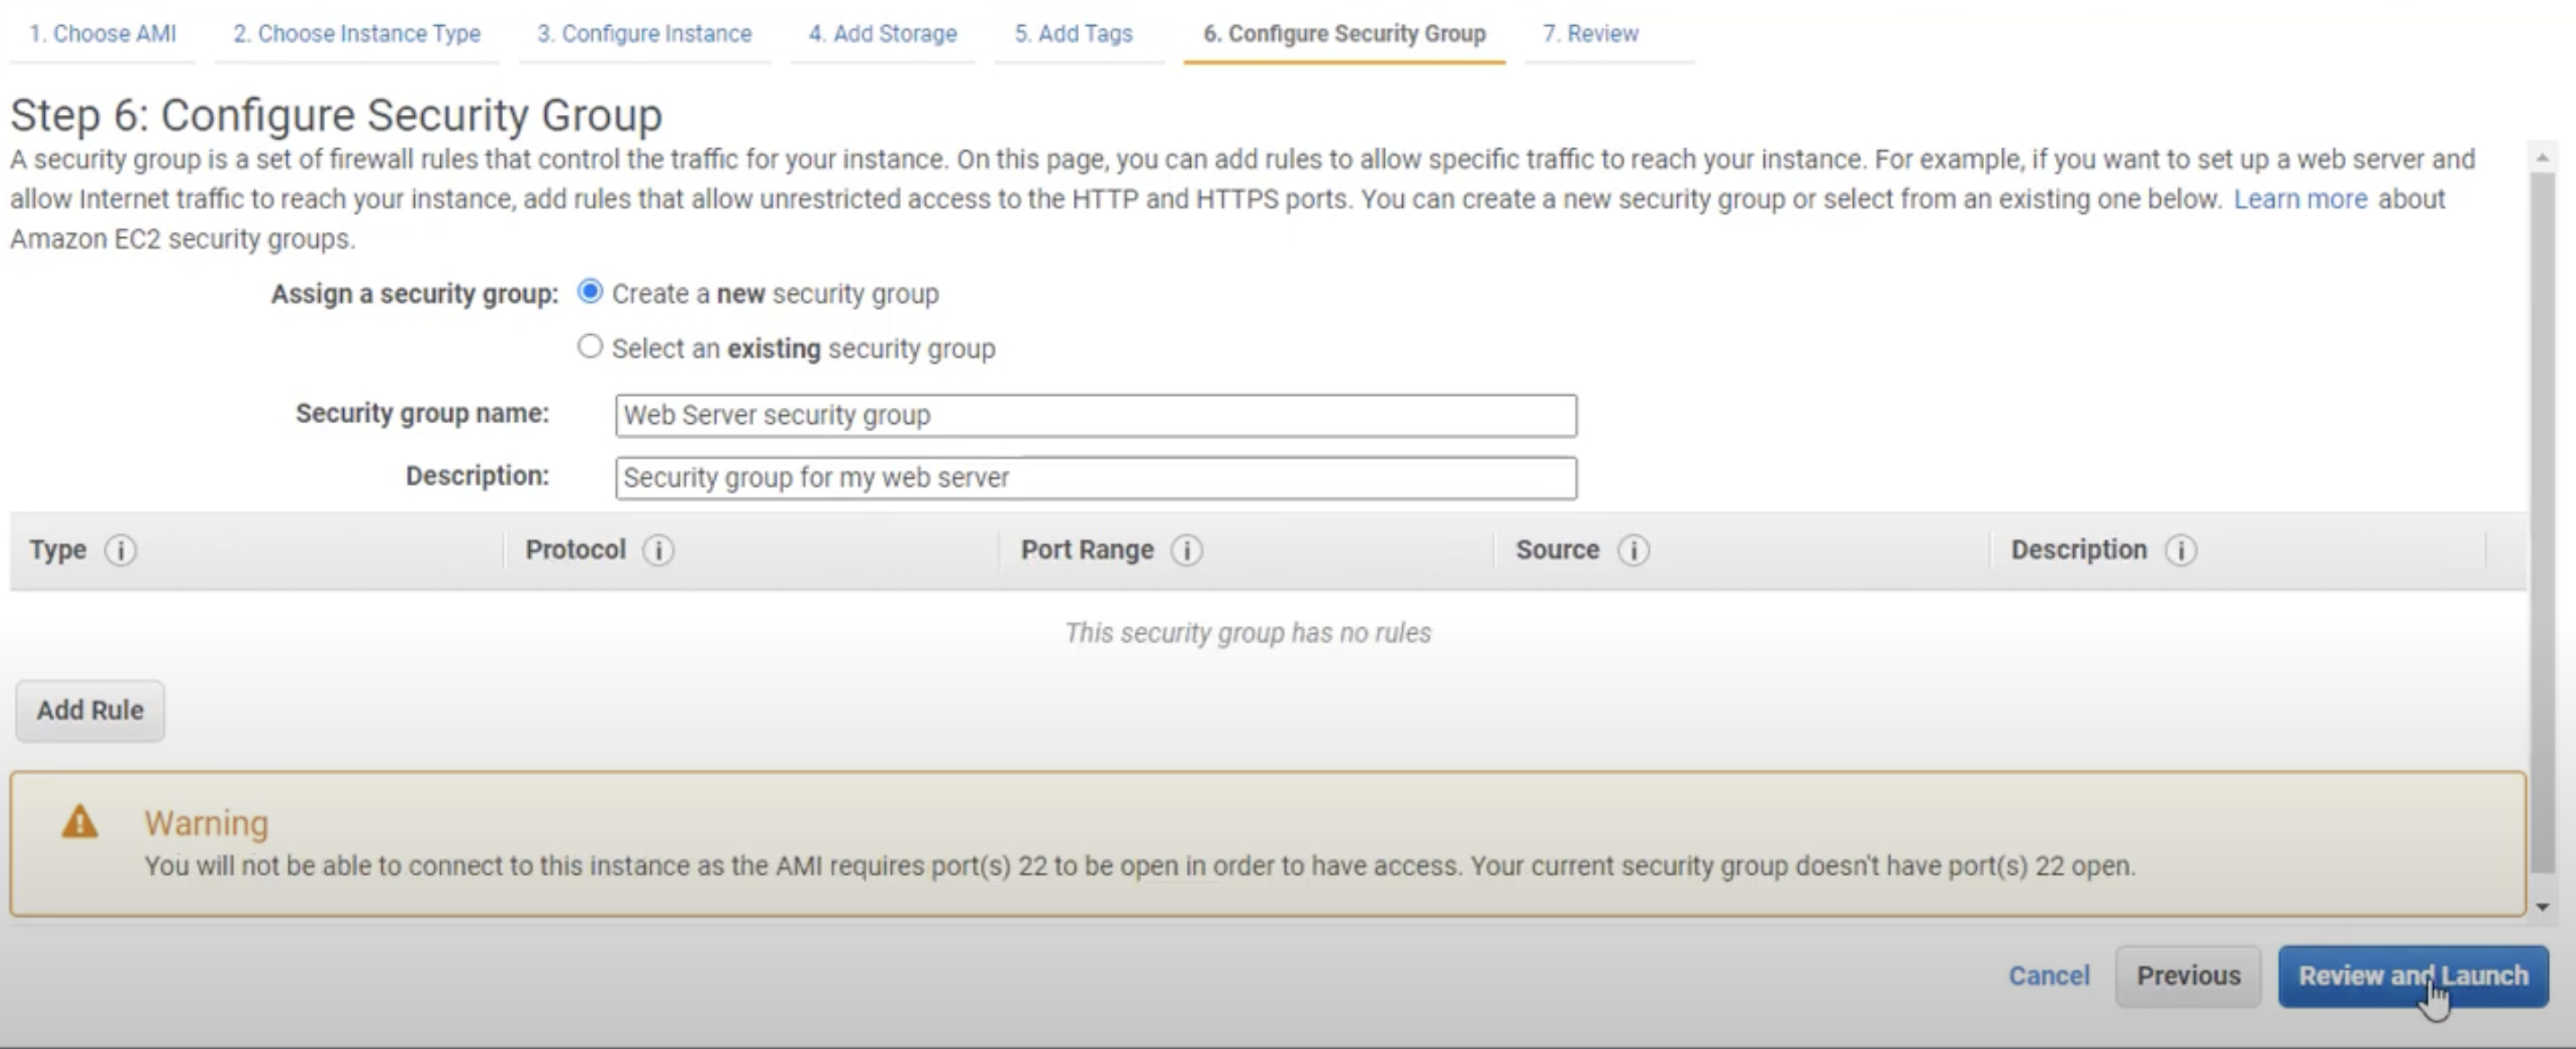 1. Choose AMI 2. Choose Instance Type 3. Configure Instance 4. Add Storage 5. Add Tags 6. Configure Security Group 7. Review
Step 6: Configure Security Group
A security group is a set of firewall rules that control the traffic for your instance. On this page, you can add rules to allow specific traffic to reach your instance. For example, if you want to set up a web server and
allow Internet traffic to reach your instance, add rules that allow unrestricted access to the HTTP and HTTPS ports. You can create a new security group or select from an existing one below. Learn more about
Amazon EC2 security groups.
Assign a security group: Create a new security group
Select an existing security group
Security group name: Web Server security group
Description: Security group for my web server
Type Protocol Port Range Source Description
This security group has no rules
Add Rule
Warning
You will not be able to connect to this instance as the AMI requires port(s) 22 to be open in order to have access. Your current security group doesn't have port(s) 22 open.
Cancel Previous Review and Launch